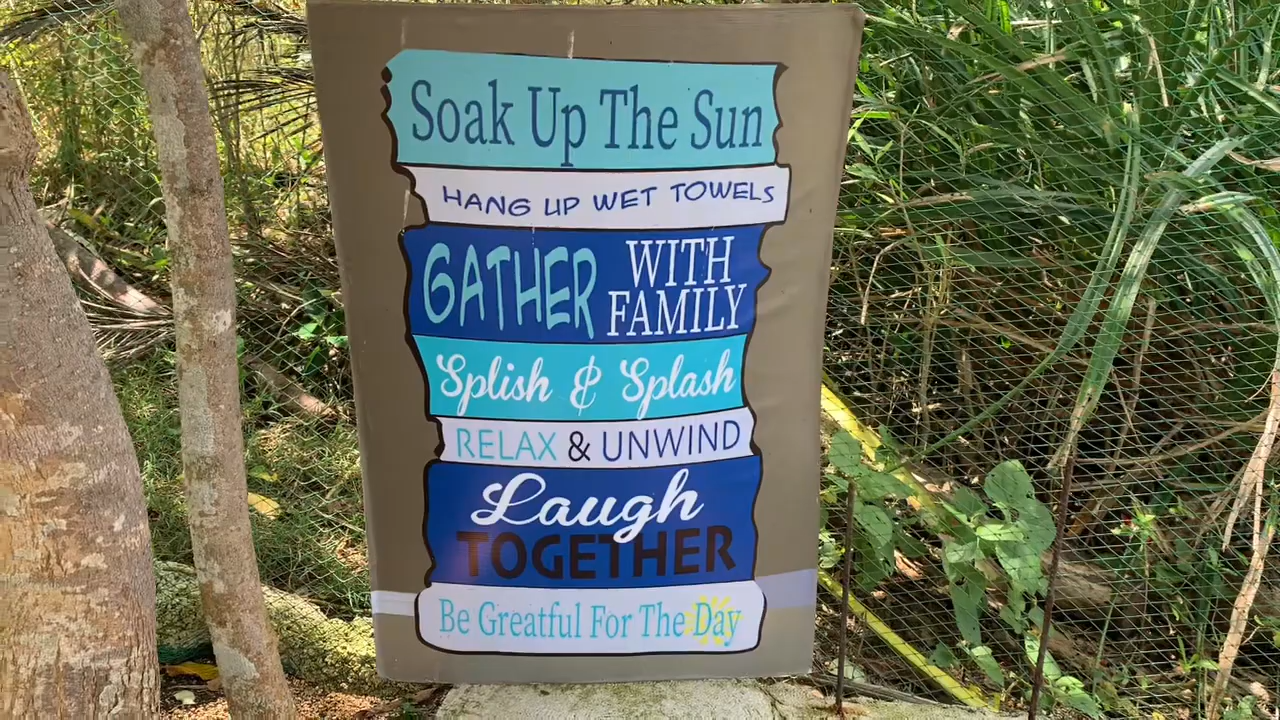 Soak Up The Sun
HANG UP WET TOWELS
GATHER WITH FAMILY
Splish & Splash
RELAX & UNWIND
Laugh
TOGETHER
Be Greatful For The Day